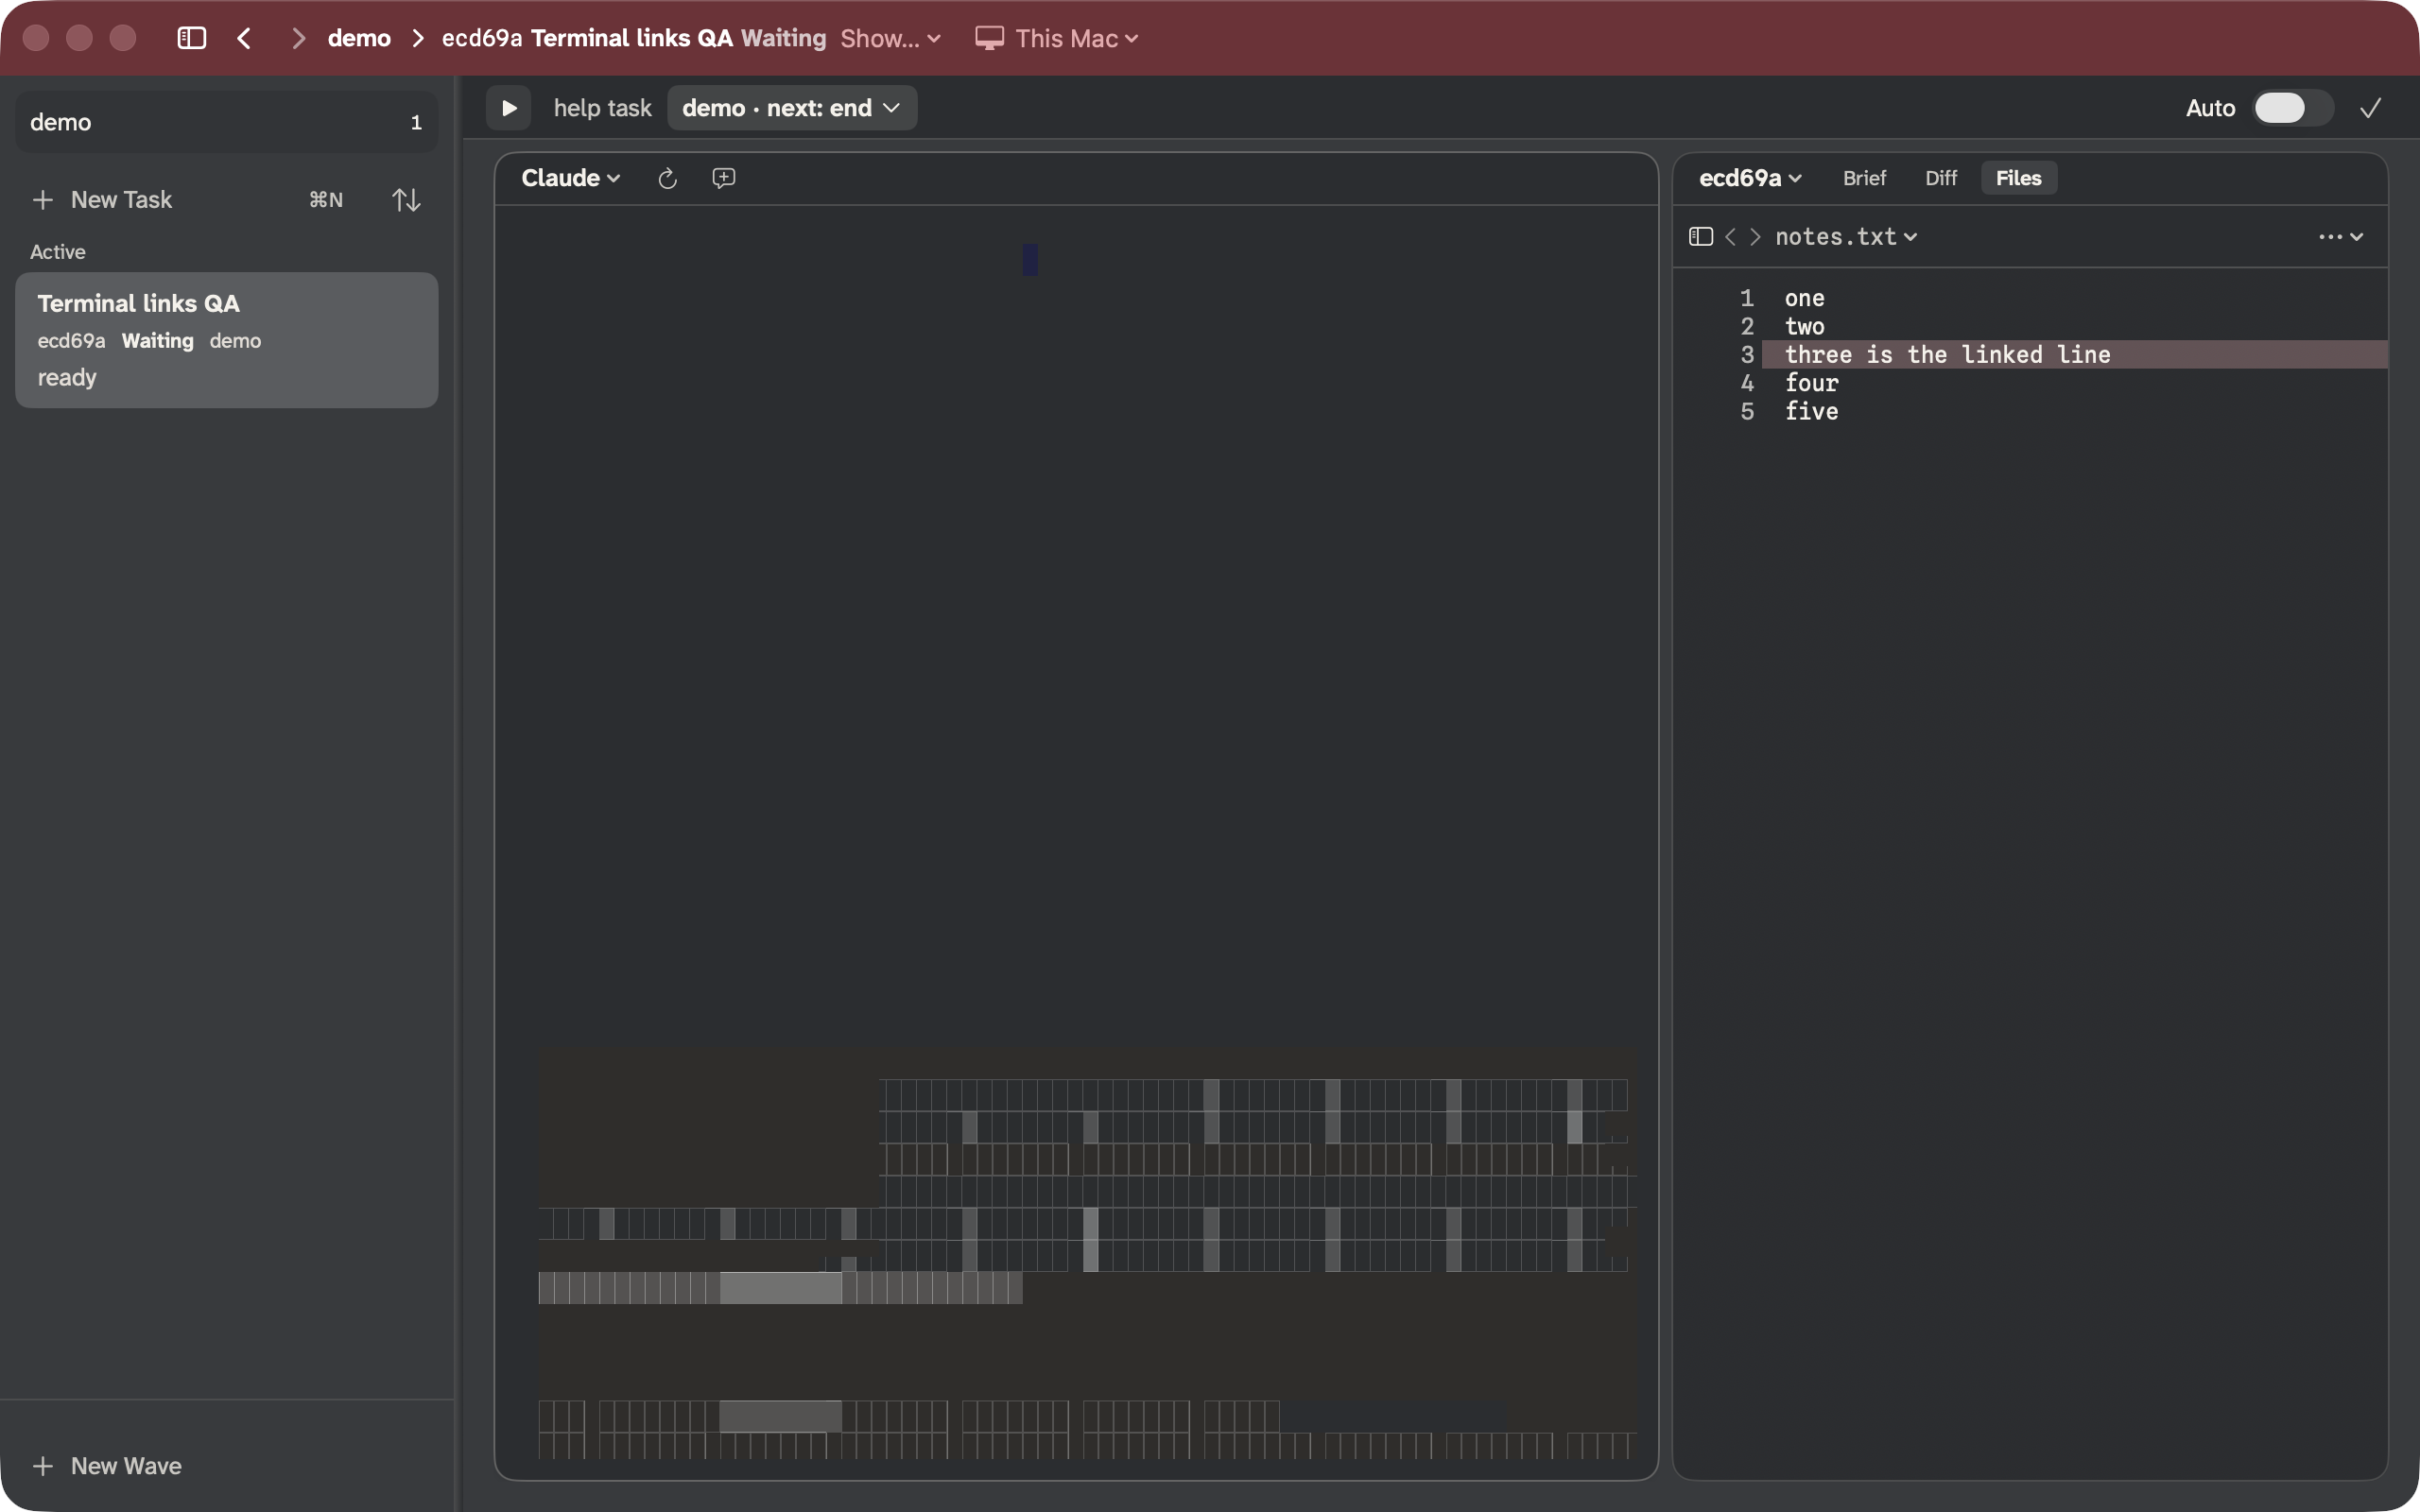 demo > ecd69a Terminal links QA Waiting Show... This Mac
demo 1
New Task ⌘N
Active
Terminal links QA
ecd69a Waiting demo
ready
New Wave
help task demo · next: end
Auto
Claude
ecd69a Brief Diff Files
notes.txt
1 one
2 two
3 three is the linked line
4 four
5 five